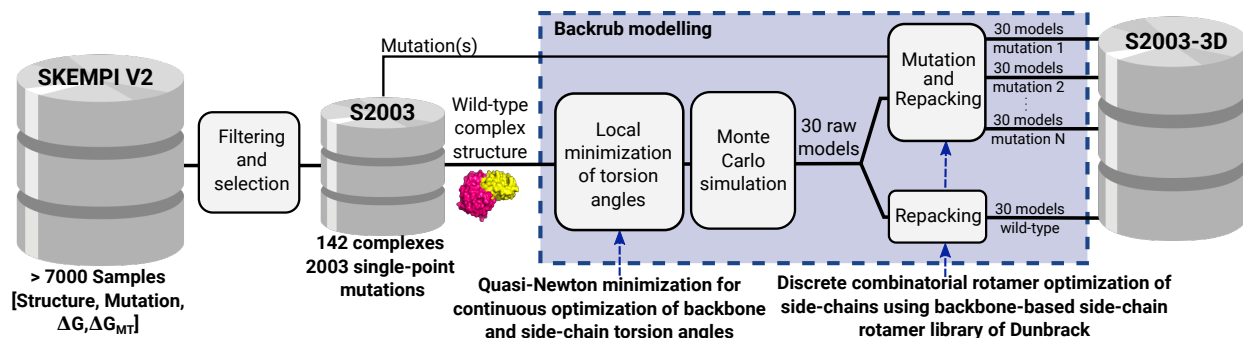 SKEMPI V2
> 7000 Samples
[Structure, Mutation,
ΔG,ΔG_MT]
Filtering
and
selection
S2003
142 complexes
2003 single-point
mutations
Mutation(s)
Wild-type
complex
structure
Backrub modelling
Local
minimization
of torsion
angles
Quasi-Newton minimization for
continuous optimization of backbone
and side-chain torsion angles
Monte
Carlo
simulation
30 raw
models
Mutation
and
Repacking
Repacking
Discrete combinatorial rotamer optimization of
side-chains using backbone-based side-chain
rotamer library of Dunbrack
30 models
mutation 1
30 models
mutation 2
⋮
30 models
mutation N
30 models
wild-type
S2003-3D